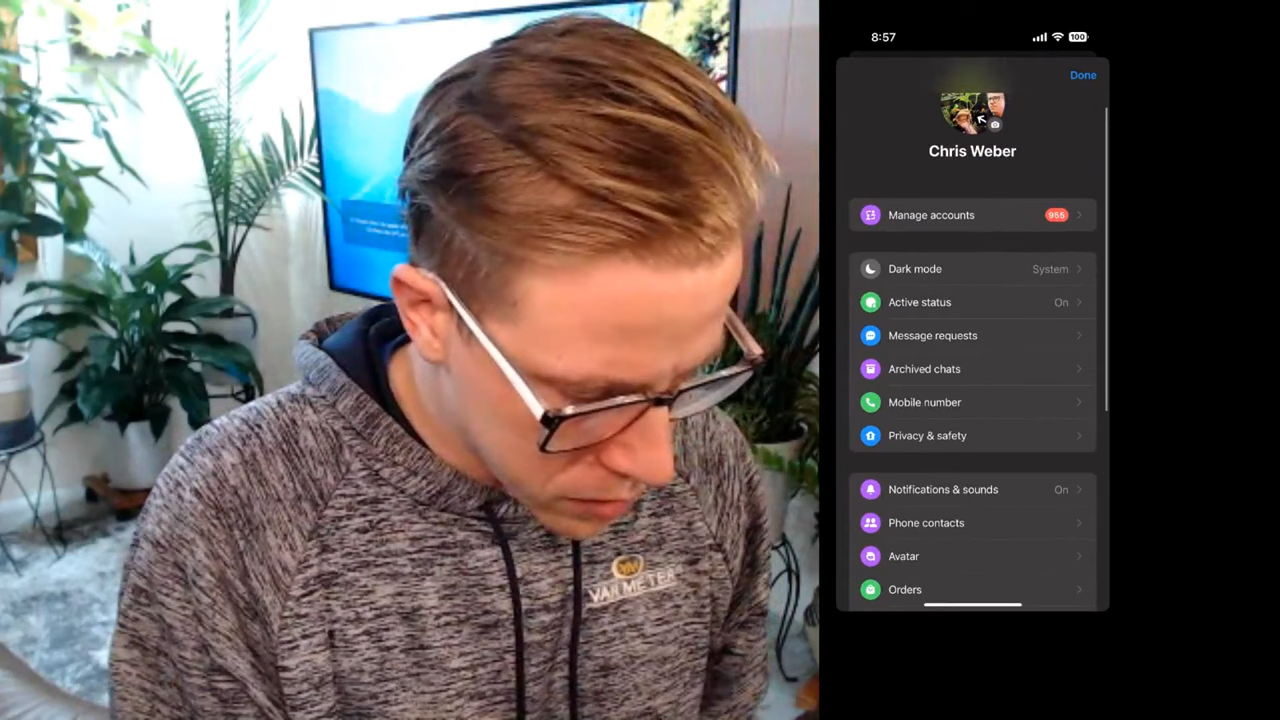 8:57
100
Done
Chris Weber
Manage accounts
955
Dark mode
System
Active status
On
Message requests
Archived chats
Mobile number
Privacy & safety
Notifications & sounds
On
Phone contacts
Avatar
Orders
VAR METER